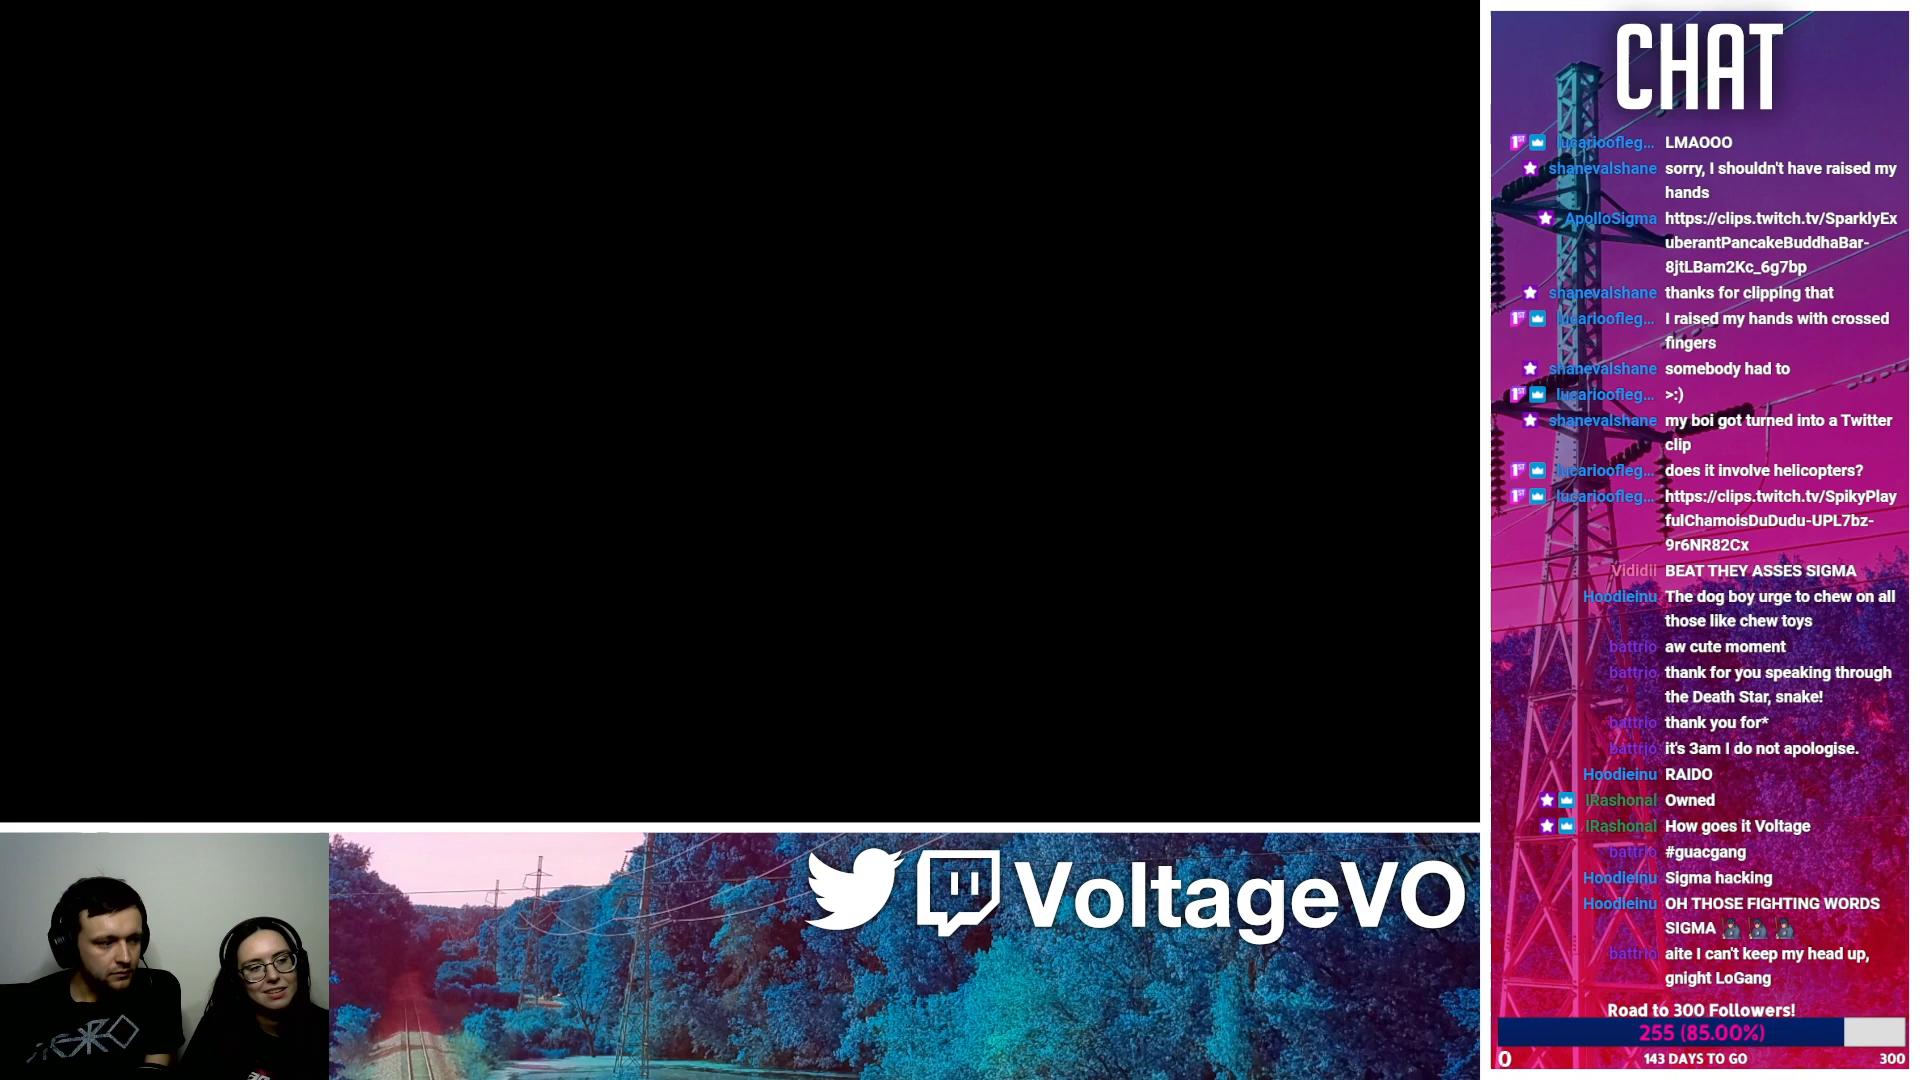 CHAT
lucarioofleg... LMAOOO
shanevalshane sorry, I shouldn't have raised my
hands
ApolloSigma https://clips.twitch.tv/SparklyEx
uberantPancakeBuddhaBar-
8jtLBam2Kc_6g7bp
shanevalshane thanks for clipping that
lucarioofleg... I raised my hands with crossed
fingers
shanevalshane somebody had to
lucarioofleg... >:)
shanevalshane my boi got turned into a Twitter
clip
lucarioofleg... does it involve helicopters?
lucarioofleg... https://clips.twitch.tv/SpikyPlay
fulChamoisDuDudu-UPL7bz-
9r6NR82Cx
Vididii BEAT THEY ASSES SIGMA
Hoodieinu The dog boy urge to chew on all
those like chew toys
battrio aw cute moment
battrio thank for you speaking through
the Death Star, snake!
battrio thank you for*
battrio it's 3am I do not apologise.
Hoodieinu RAIDO
IRashonal Owned
IRashonal How goes it Voltage
battrio #guacgang
Hoodieinu Sigma hacking
Hoodieinu OH THOSE FIGHTING WORDS
SIGMA
battrio aite I can't keep my head up,
gnight LoGang
Road to 300 Followers!
255 (85.00%)
0 143 DAYS TO GO 300
VoltageVO